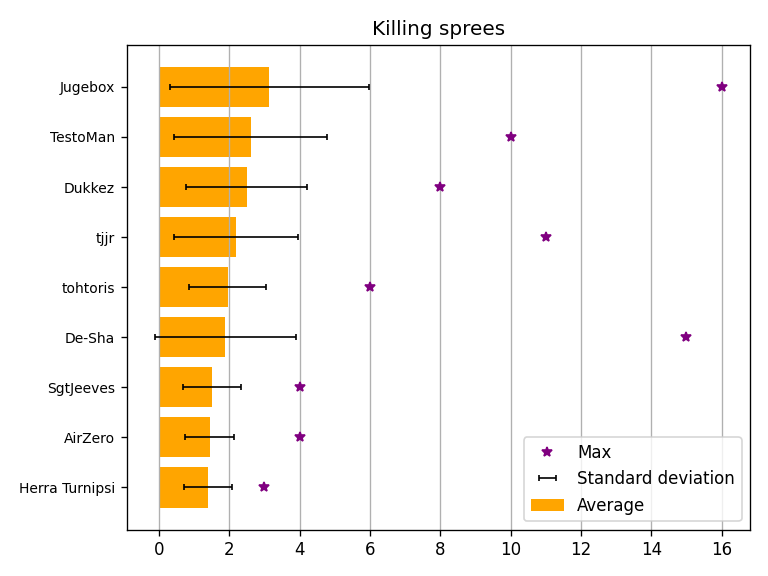 Killing sprees
Jugebox
TestoMan
Dukkez
tjjr
tohtoris
De-Sha
SgtJeeves
AirZero
Herra Turnipsi
Max
Standard deviation
Average
0 2 4 6 8 10 12 14 16